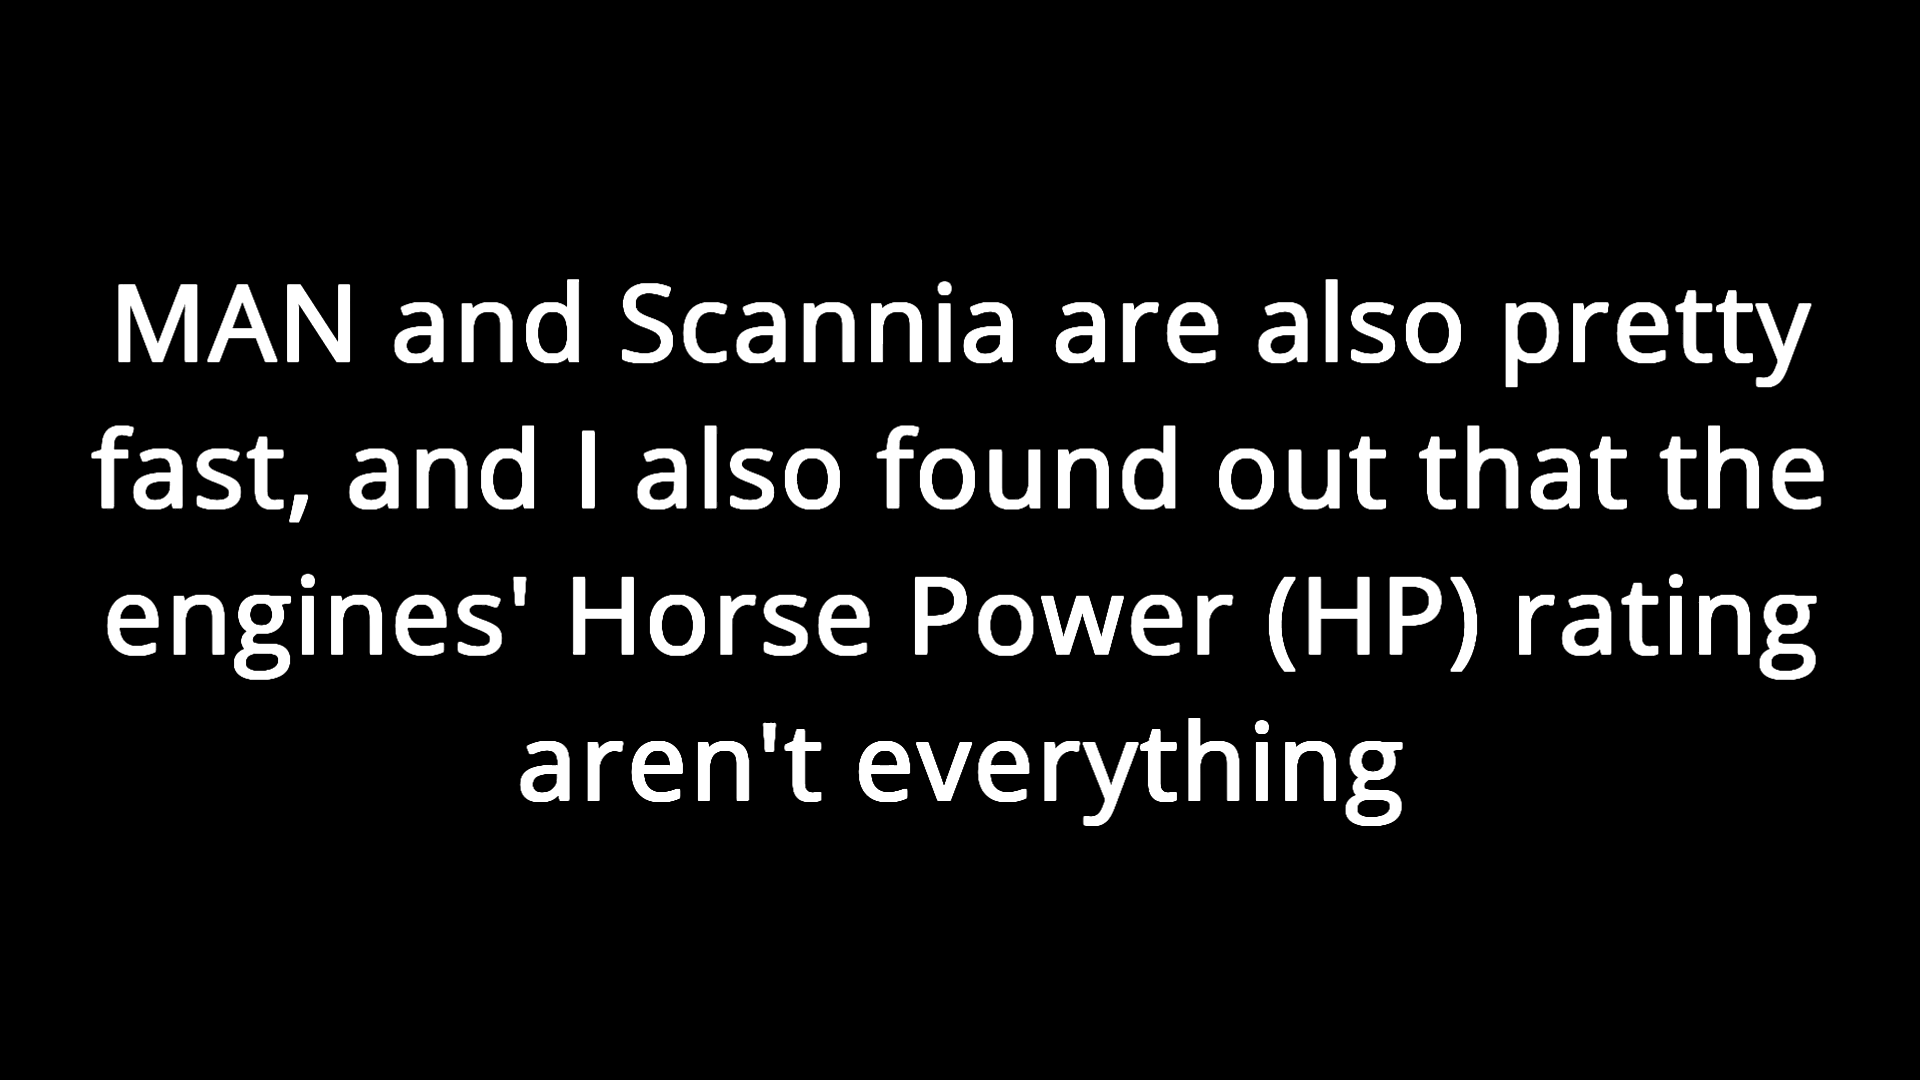 MAN and Scannia are also pretty
fast, and I also found out that the
engines' Horse Power (HP) rating
aren't everything